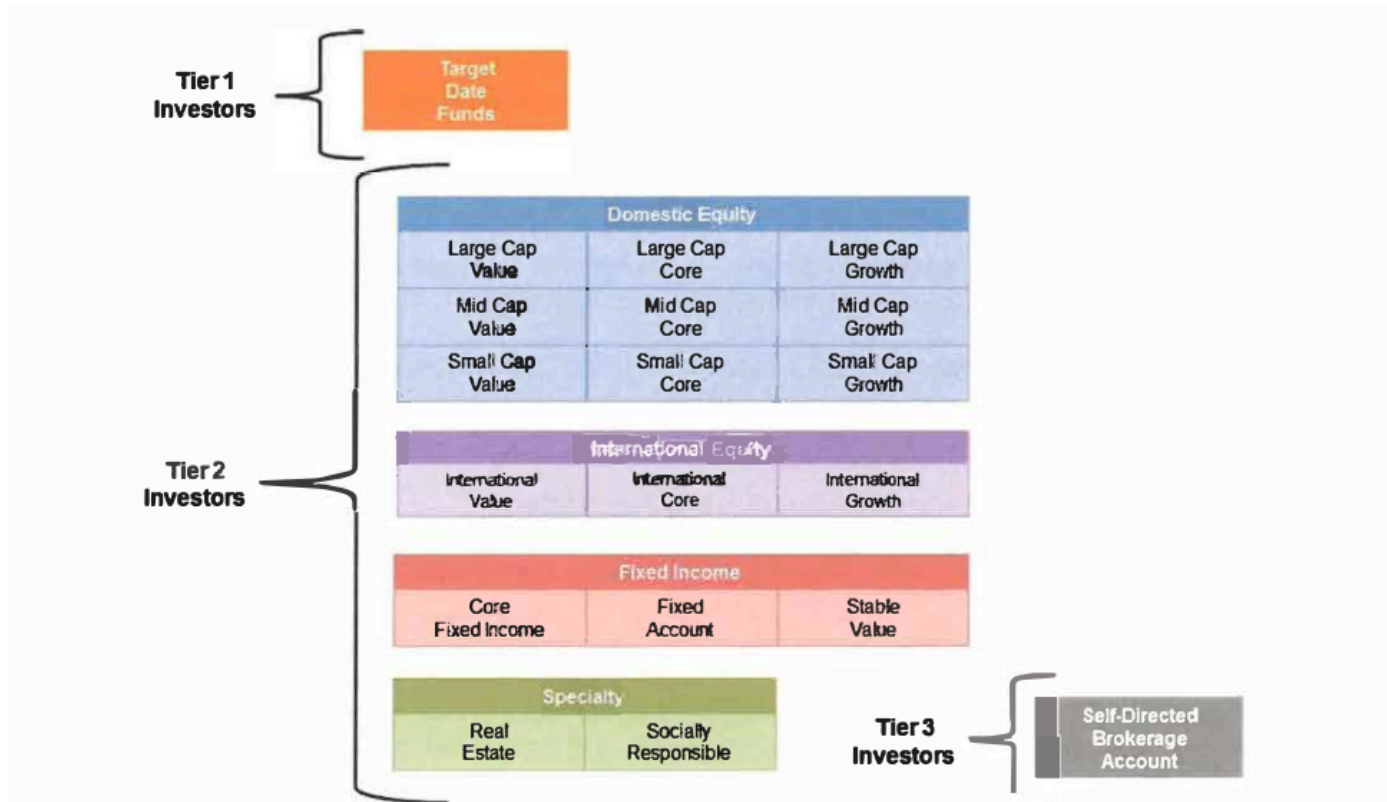 Tier 1
Investors
Target
Date
Funds
Domestic Equity
Large Cap
Value
Large Cap
Core
Large Cap
Growth
Mid Cap
Value
Mid Cap
Core
Mid Cap
Growth
Small Cap
Value
Small Cap
Core
Small Cap
Growth
Tier 2
Investors
International Equity
International
Value
International
Core
International
Growth
Fixed Income
Core
Fixed Income
Fixed
Account
Stable
Value
Specialty
Real
Estate
Socially
Responsible
Tier 3
Investors
Self-Directed
Brokerage
Account